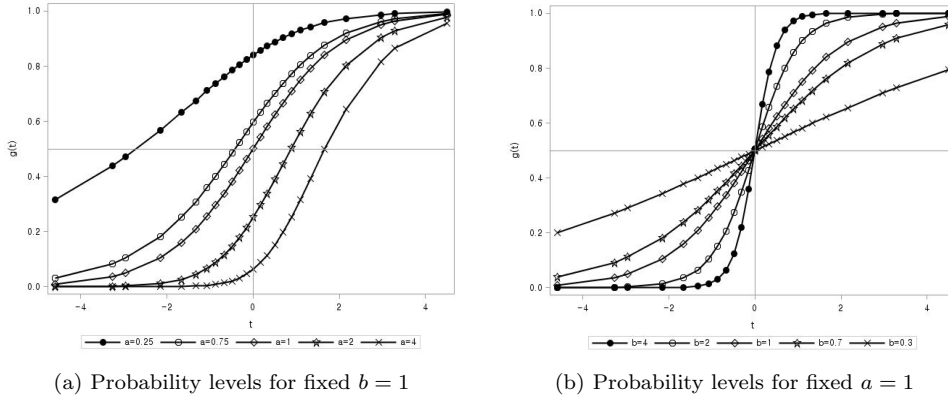 1.0
0.8
0.6
0.4
0.2
0.0
g(t)
−4 −2 0 2 4
t
a=0.25 a=0.75 a=1 a=2 a=4
(a) Probability levels for fixed b = 1
1.0
0.8
0.6
0.4
0.2
0.0
g(t)
−4 −2 0 2 4
t
b=4 b=2 b=1 b=0.7 b=0.3
(b) Probability levels for fixed a = 1